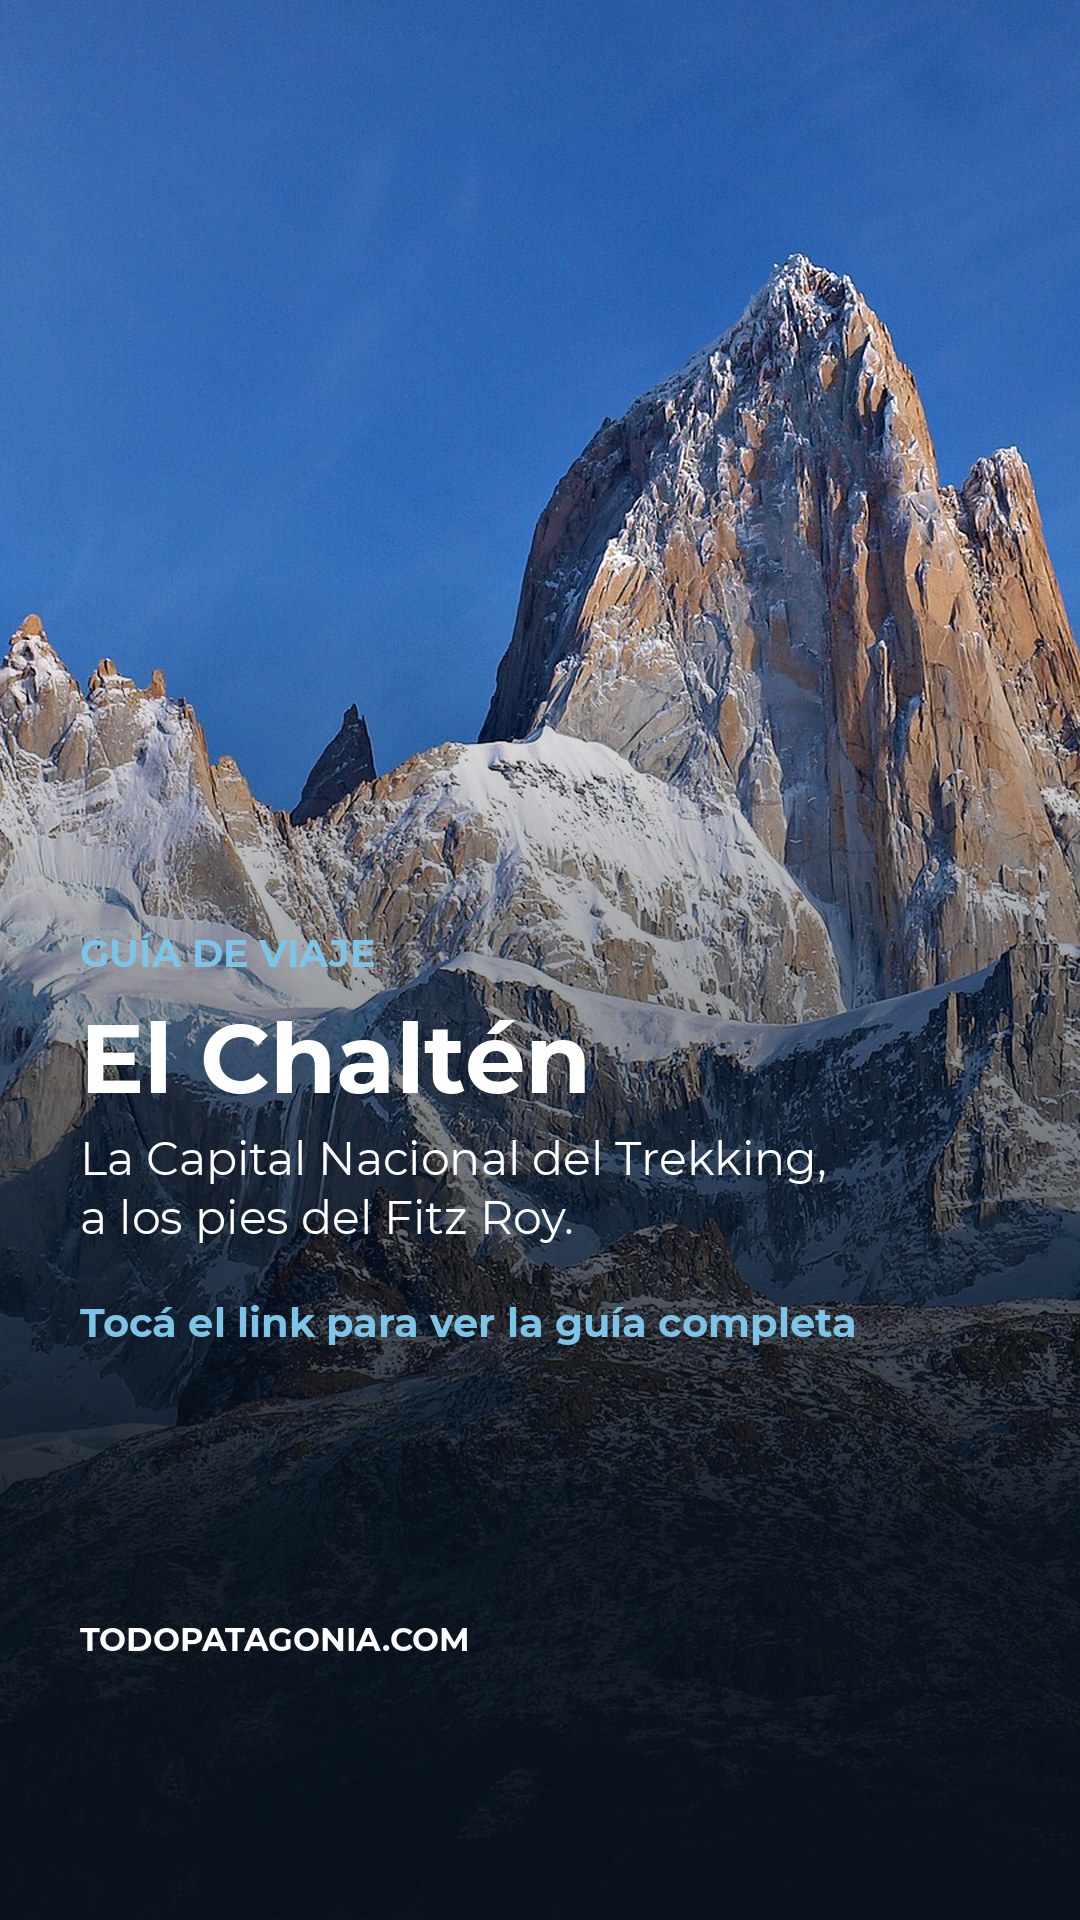 GUÍA DE VIAJE
El Chaltén
La Capital Nacional del Trekking,
a los pies del Fitz Roy.
Tocá el link para ver la guía completa
TODOPATAGONIA.COM